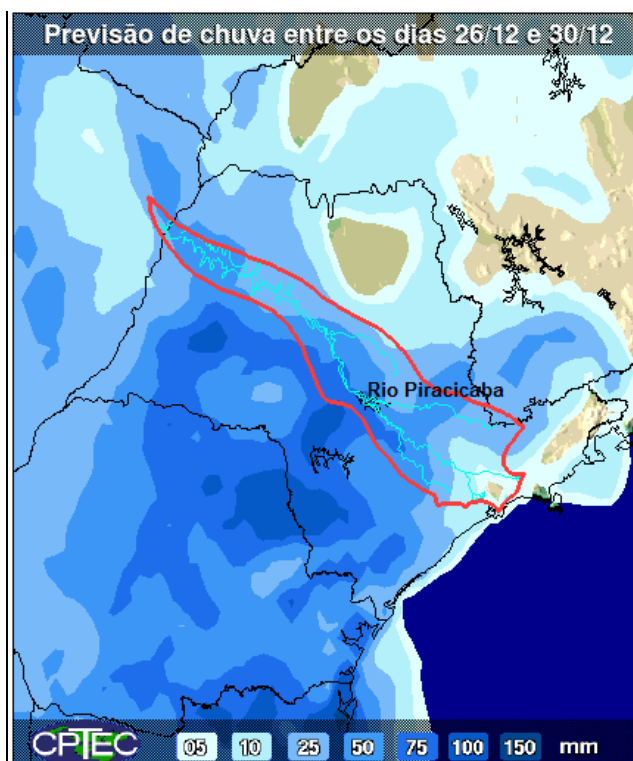 Previsão de chuva entre os dias 26/12 e 30/12
Rio Piracicaba
CPTEC 05 10 25 50 75 100 150 mm